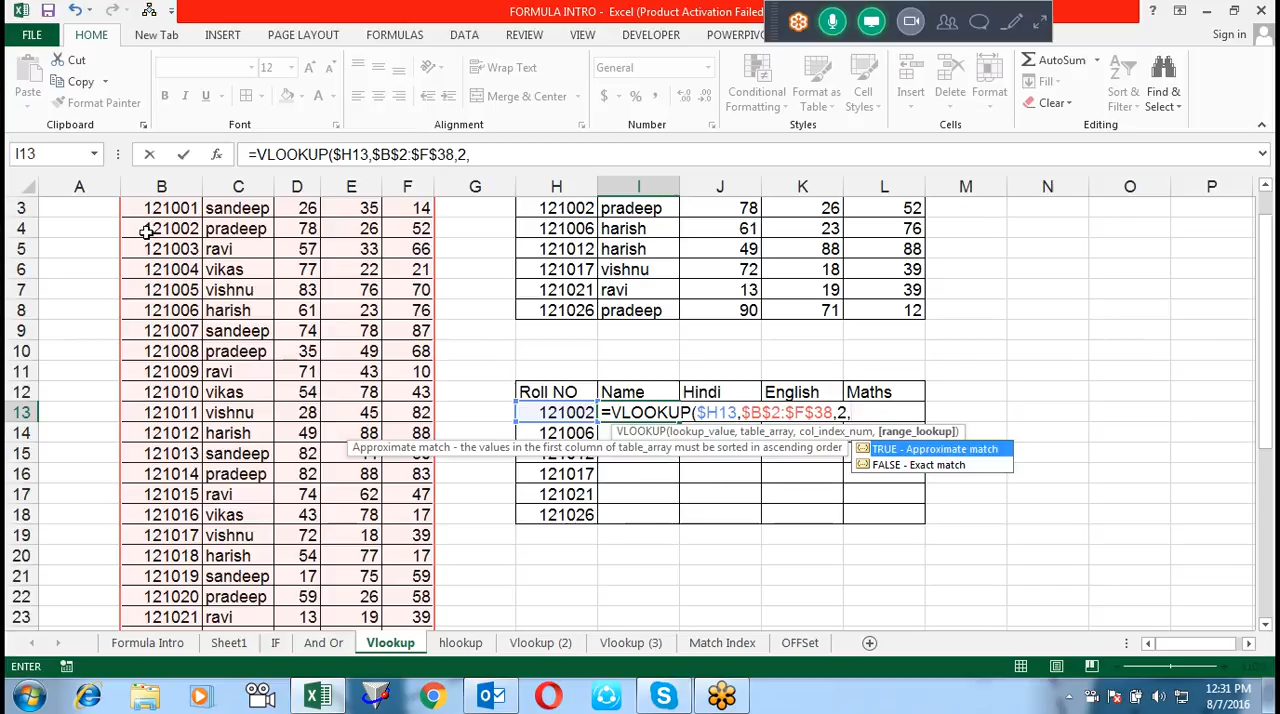 FORMULA INTRO - Excel (Product Activation Failed
FILE HOME New Tab INSERT PAGE LAYOUT FORMULAS DATA REVIEW VIEW DEVELOPER POWERPIV Sign in
Paste
Cut
Copy
Format Painter
Clipboard
12
B I U
Font
Wrap Text
Merge & Center
Alignment
General
$ % ,
Number
Conditional Formatting
Format as Table
Cell Styles
Styles
Insert Delete Format
Cells
AutoSum
Fill
Clear
Sort & Filter
Find & Select
Editing
I13 =VLOOKUP($H13,$B$2:$F$38,2,
A B C D E F G H I J K L M N O P
3 121001 sandeep 26 35 14 121002 pradeep 78 26 52
4 121002 pradeep 78 26 52 121006 harish 61 23 76
5 121003 ravi 57 33 66 121012 harish 49 88 88
6 121004 vikas 77 22 21 121017 vishnu 72 18 39
7 121005 vishnu 83 76 70 121021 ravi 13 19 39
8 121006 harish 61 23 76 121026 pradeep 90 71 12
9 121007 sandeep 74 78 87
10 121008 pradeep 35 49 68
11 121009 ravi 71 43 10
12 121010 vikas 54 78 43 Roll NO Name Hindi English Maths
13 121011 vishnu 28 45 82 121002 =VLOOKUP($H13,$B$2:$F$38,2,
VLOOKUP(lookup_value, table_array, col_index_num, [range_lookup])
14 121012 harish 49 88 88 121006
Approximate match - the values in the first column of table_array must be sorted in ascending order
TRUE - Approximate match
FALSE - Exact match
15 121013 sandeep 82
16 121014 pradeep 82 88 83 121017
17 121015 ravi 74 62 47 121021
18 121016 vikas 43 78 17 121026
19 121017 vishnu 72 18 39
20 121018 harish 54 77 17
21 121019 sandeep 17 75 59
22 121020 pradeep 59 26 58
23 121021 ravi 13 19 39
Formula Intro Sheet1 IF And Or Vlookup hlookup Vlookup (2) Vlookup (3) Match Index OFFSet
ENTER
12:31 PM
8/7/2016